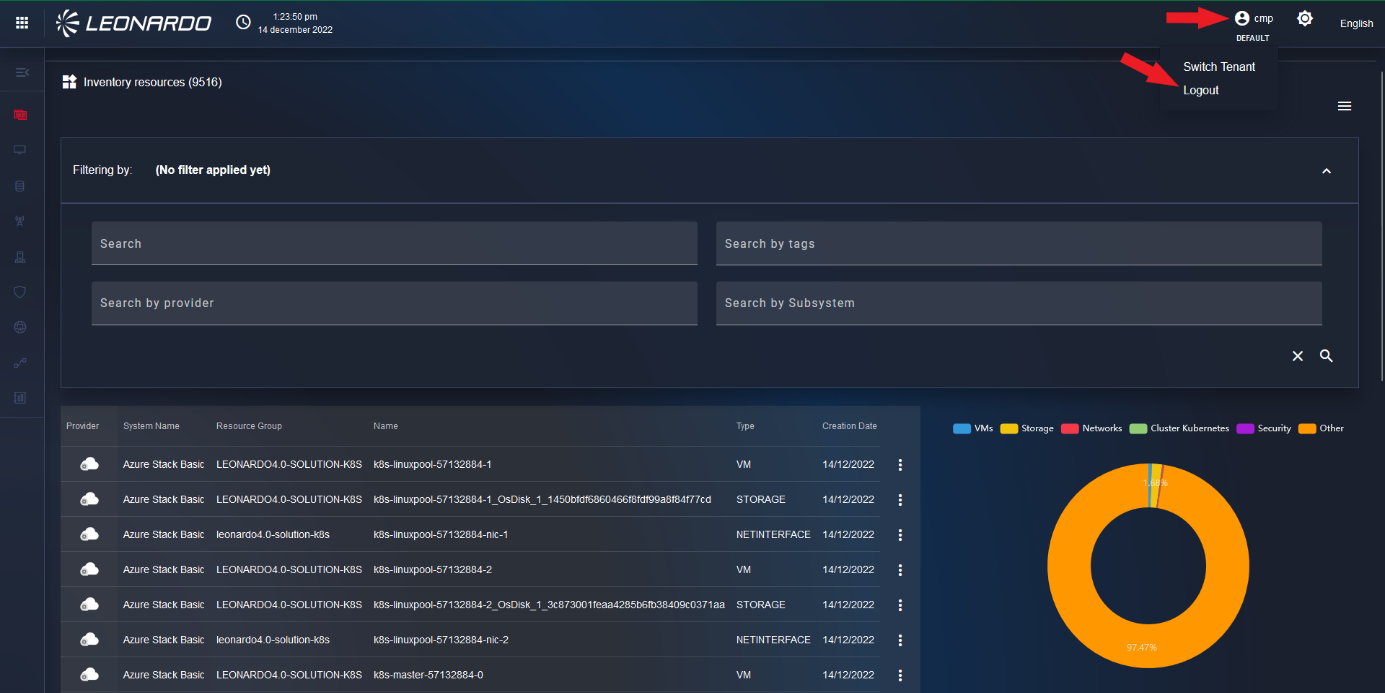 LEONARDO
1:23:50 pm
14 december 2022
cmp
DEFAULT
English
Switch Tenant
Logout
Inventory resources (9516)
Filtering by: (No filter applied yet)
Search
Search by tags
Search by provider
Search by Subsystem
Provider System Name Resource Group Name Type Creation Date
Azure Stack Basic LEONARDO4.0-SOLUTION-K8S k8s-linuxpool-57132884-1 VM 14/12/2022
Azure Stack Basic LEONARDO4.0-SOLUTION-K8S k8s-linuxpool-57132884-1_OsDisk_1_1450bfdf6860466f8fdf99a8f84f77cd STORAGE 14/12/2022
Azure Stack Basic leonardo4.0-solution-k8s k8s-linuxpool-57132884-nic-1 NETINTERFACE 14/12/2022
Azure Stack Basic LEONARDO4.0-SOLUTION-K8S k8s-linuxpool-57132884-2 VM 14/12/2022
Azure Stack Basic LEONARDO4.0-SOLUTION-K8S k8s-linuxpool-57132884-2_OsDisk_1_3c873001feaa4285b6fb38409c0371aa STORAGE 14/12/2022
Azure Stack Basic leonardo4.0-solution-k8s k8s-linuxpool-57132884-nic-2 NETINTERFACE 14/12/2022
Azure Stack Basic LEONARDO4.0-SOLUTION-K8S k8s-master-57132884-0 VM 14/12/2022
VMs Storage Networks Cluster Kubernetes Security Other
1.68%
97.47%